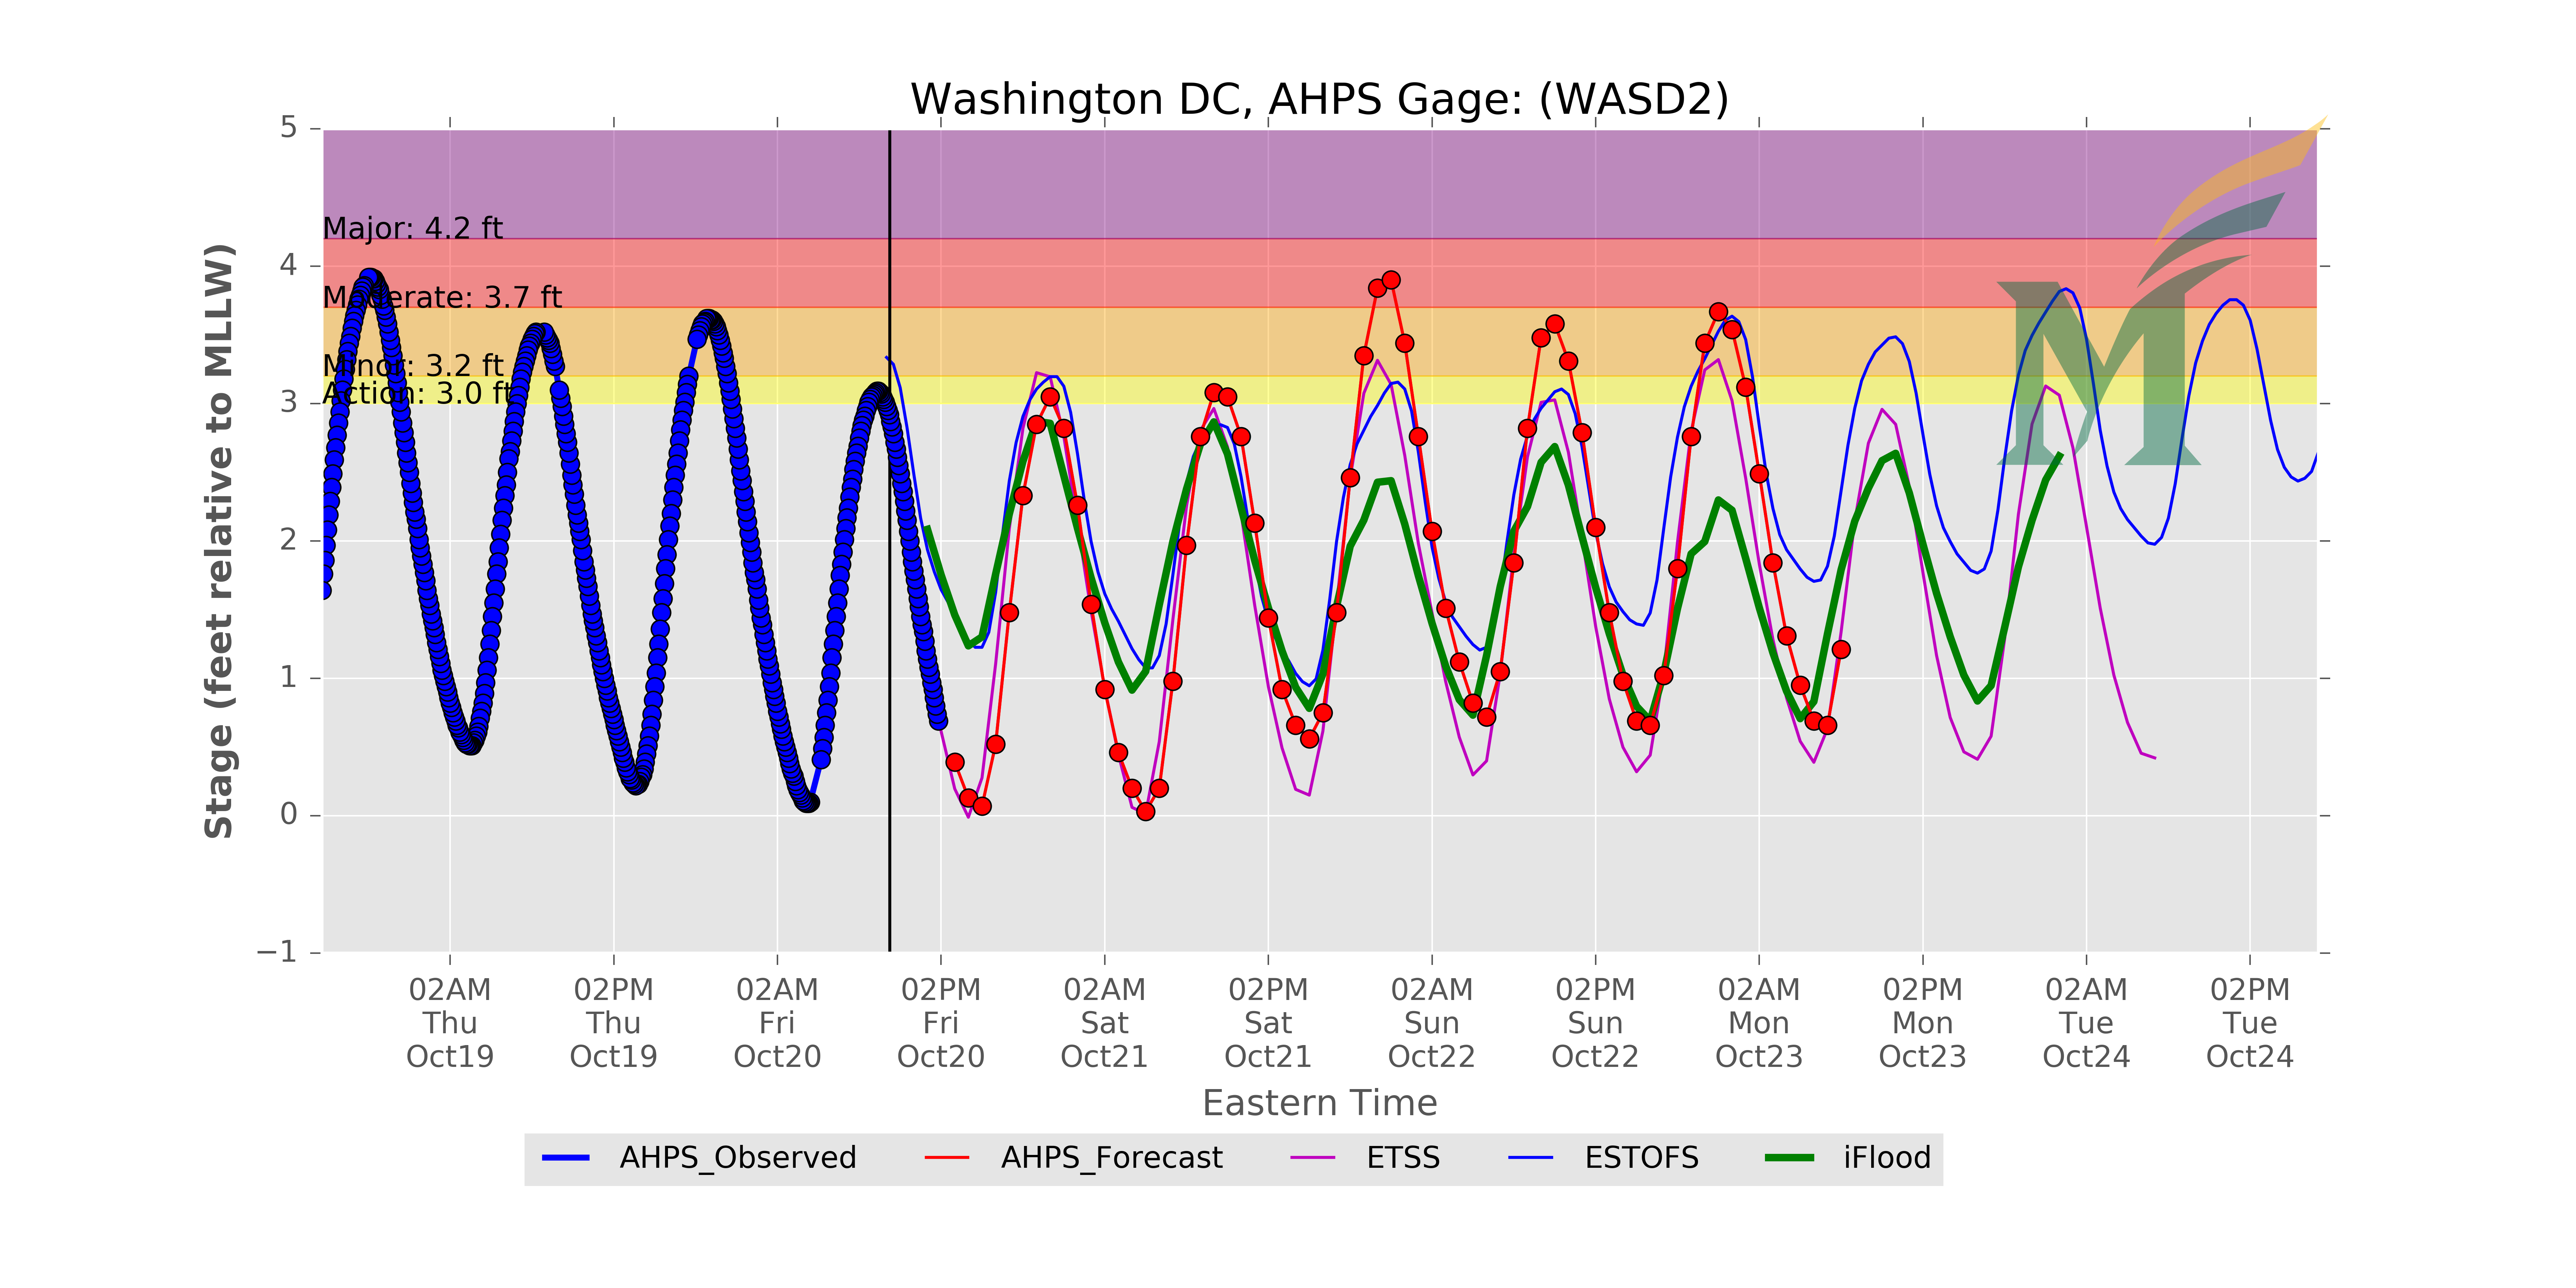 Washington DC, AHPS Gage: (WASD2)
Stage (feet relative to MLLW)
5
4
3
2
1
0
−1
Major: 4.2 ft
Moderate: 3.7 ft
Minor: 3.2 ft
Action: 3.0 ft
02AM 02PM 02AM 02PM 02AM 02PM 02AM 02PM 02AM 02PM 02AM 02PM
Thu Thu Fri Fri Sat Sat Sun Sun Mon Mon Tue Tue
Oct19 Oct19 Oct20 Oct20 Oct21 Oct21 Oct22 Oct22 Oct23 Oct23 Oct24 Oct24
Eastern Time
AHPS_Observed AHPS_Forecast ETSS ESTOFS iFlood